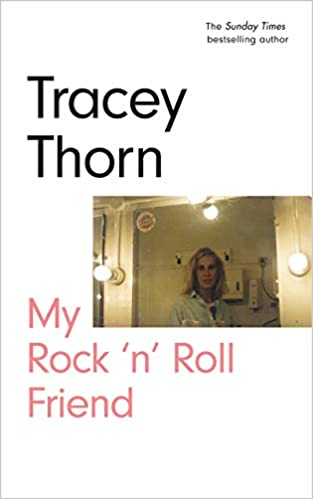 The Sunday Times
bestselling author
Tracey
Thorn
My
Rock ’n’ Roll
Friend